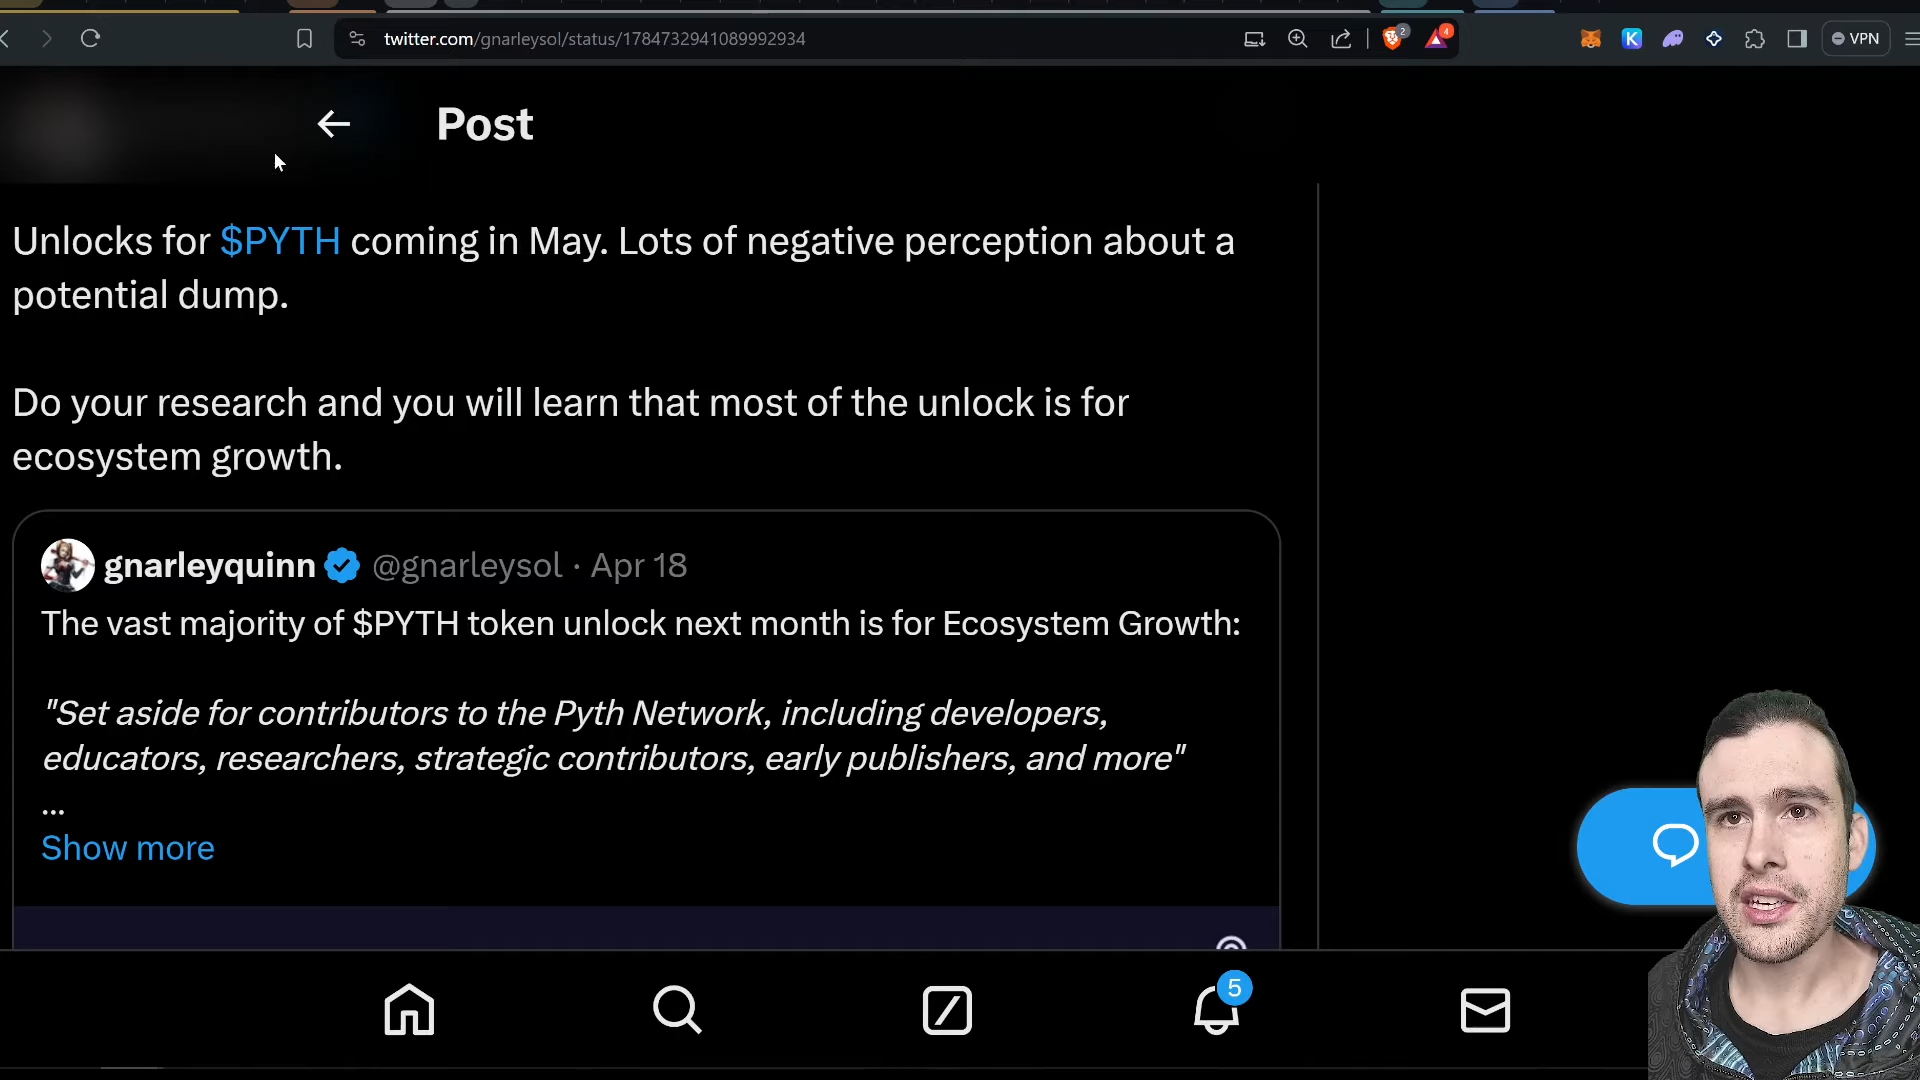 twitter.com/gnarleysol/status/1784732941089992934
2
4
K
VPN
Post
Unlocks for $PYTH coming in May. Lots of negative perception about a
potential dump.
Do your research and you will learn that most of the unlock is for
ecosystem growth.
gnarleyquinn @gnarleysol · Apr 18
The vast majority of $PYTH token unlock next month is for Ecosystem Growth:
"Set aside for contributors to the Pyth Network, including developers,
educators, researchers, strategic contributors, early publishers, and more"
...
Show more
5